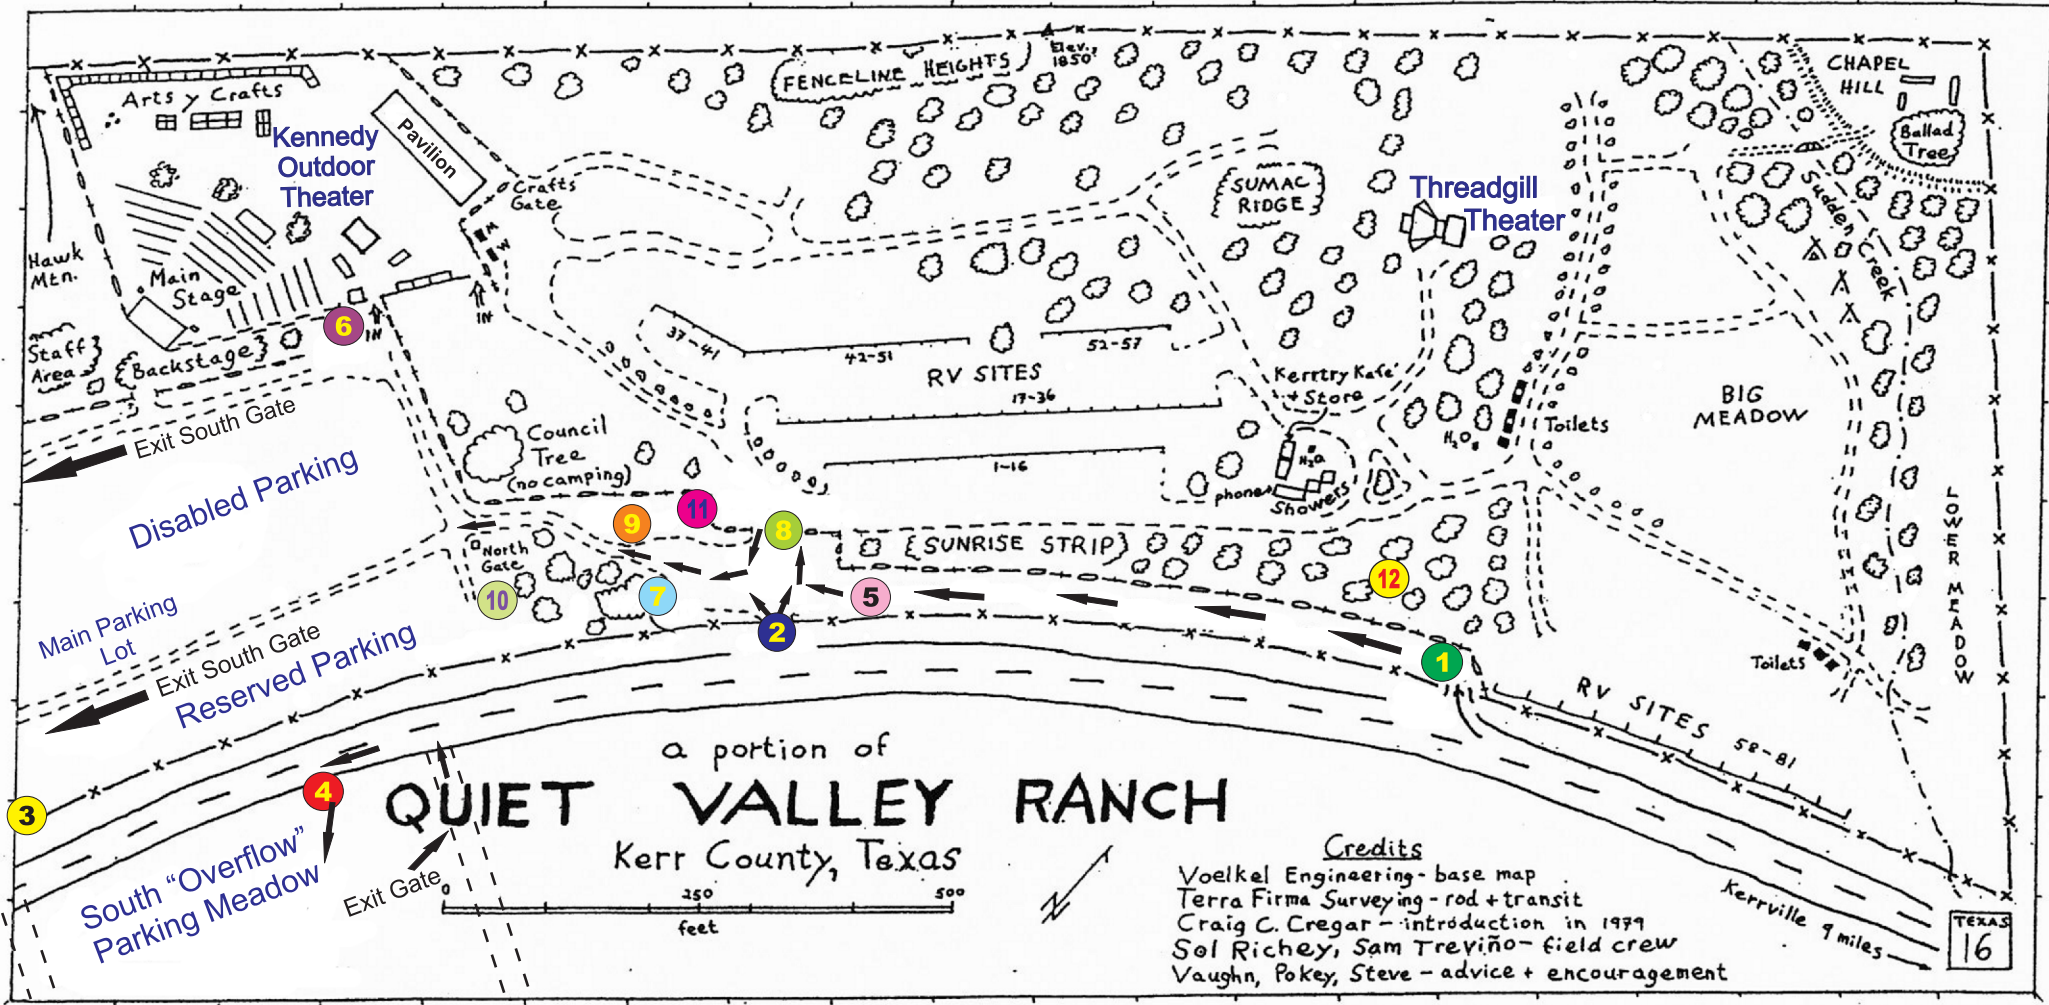 Arts y Crafts
Kennedy
Outdoor
Theater
Pavilion
FENCELINE HEIGHTS
Elev.
1850'
CHAPEL
HILL
Ballad
Tree
Crafts
Gate
M
W
SUMAC
RIDGE
Threadgill
Theater
Sudden Creek
Hawk
Mtn.
Main
Stage
IN
IN
6
Staff
Area
Backstage
37-41
42-51
52-57
RV SITES
17-36
1-16
Kerrtry Kafe'
+ Store
H₂O
phone
Showers
H₂O
Toilets
BIG
MEADOW
Exit South Gate
Disabled Parking
Council
Tree
(no camping)
9
11
8
SUNRISE STRIP
12
LOWER MEADOW
North
Gate
10
7
5
2
1
Main Parking
Lot
Exit South Gate
Reserved Parking
Toilets
RV SITES 58-81
3
4
a portion of
QUIET VALLEY RANCH
Kerr County, Texas
South “Overflow”
Parking Meadow
Exit Gate
0 250 500
feet
Credits
Voelkel Engineering - base map
Terra Firma Surveying - rod + transit
Craig C. Cregar - introduction in 1979
Sol Richey, Sam Treviño - field crew
Vaughn, Pokey, Steve - advice + encouragement
Kerrville 9 miles
TEXAS
16